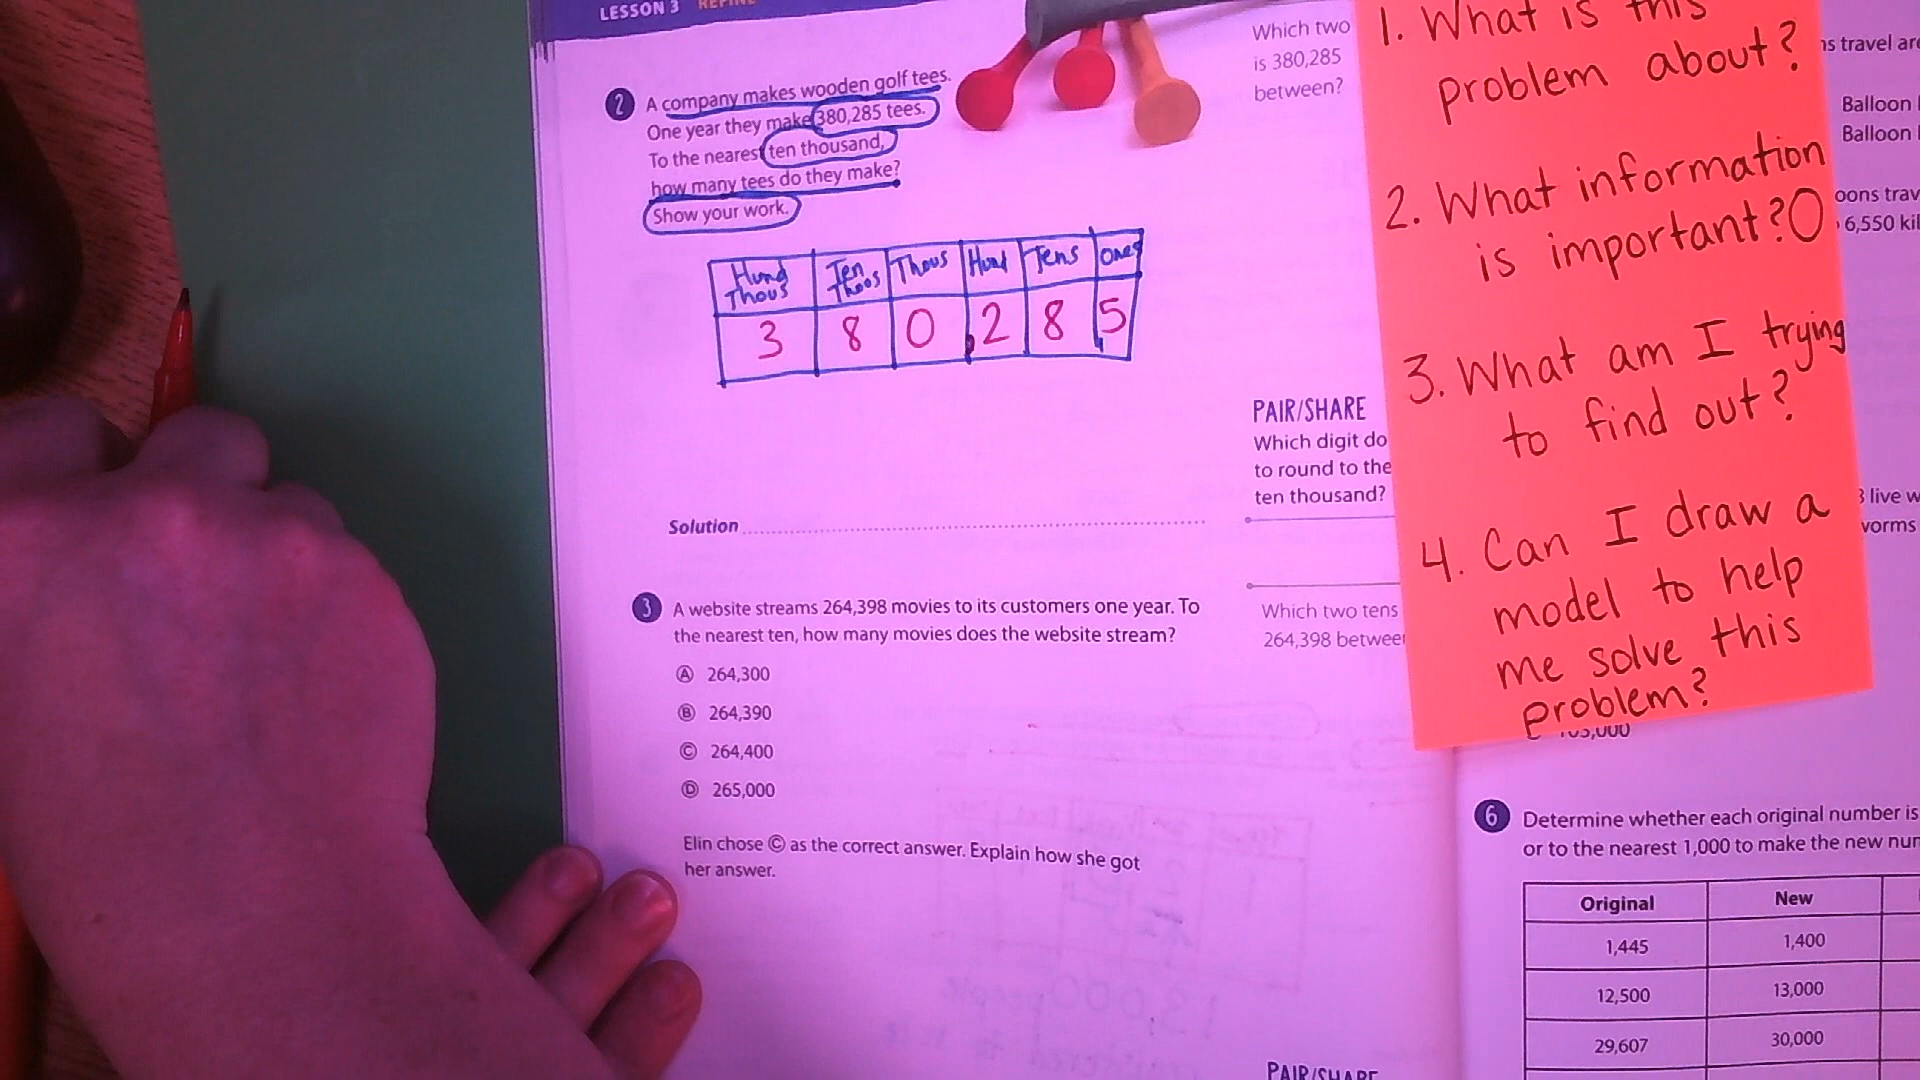 LESSON 3 REFINE
2 A company makes wooden golf tees.
One year they make 380,285 tees.
To the nearest ten thousand,
how many tees do they make?
Show your work.
Hund Thous Ten Thous Thous Hund Tens Ones
3 8 0 , 2 8 5
Solution
3 A website streams 264,398 movies to its customers one year. To
the nearest ten, how many movies does the website stream?
A 264,300
B 264,390
C 264,400
D 265,000
Elin chose C as the correct answer. Explain how she got
her answer.
Which two
is 380,285
between?
PAIR/SHARE
Which digit do
to round to the
ten thousand?
Which two tens
264,398
PAIR/SHARE
1. What is this
problem about?
2. What information
is important? O
3. What am I trying
to find out?
4. Can I draw a
model to help
me solve this
problem?
travel
Balloon
Balloon
6,550
live
6 Determine whether each original number is
or to the nearest 1,000 to make the new
Original New
1,445 1,400
12,500 13,000
29,607 30,000